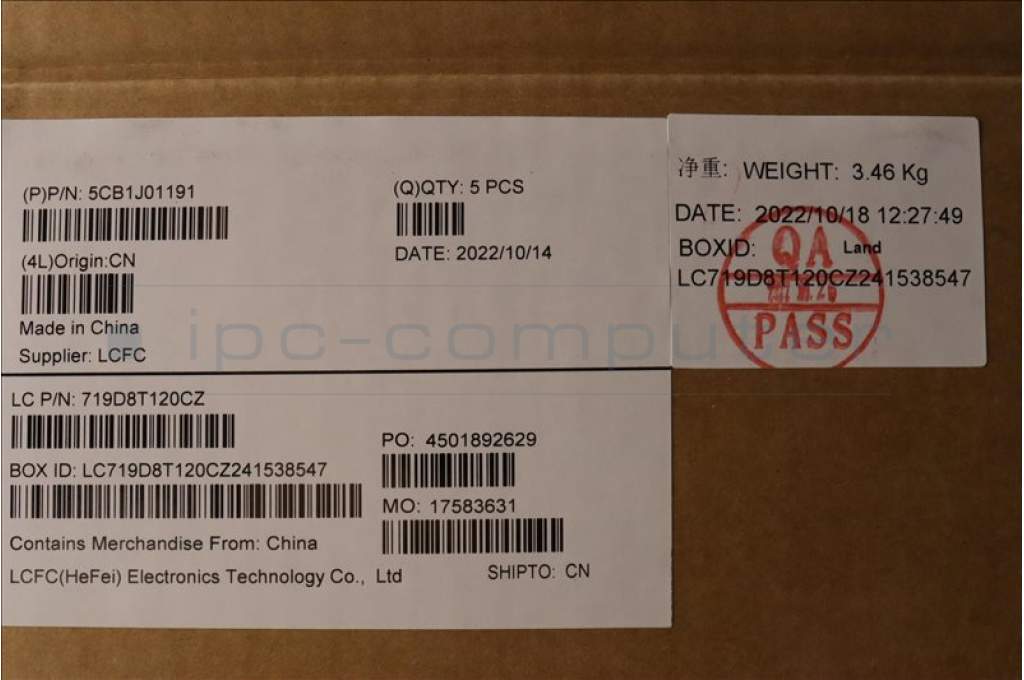 (P)P/N: 5CB1J01191
(Q)QTY: 5 PCS
(4L)Origin:CN
DATE: 2022/10/14
Made in China
Supplier: LCFC
净重: WEIGHT: 3.46 Kg
DATE: 2022/10/18 12:27:49
BOXID: Land
LC719D8T120CZ241538547
QA
PASS
ipc-computer
LC P/N: 719D8T120CZ
BOX ID: LC719D8T120CZ241538547
Contains Merchandise From: China
LCFC(HeFei) Electronics Technology Co., Ltd
PO: 4501892629
MO: 17583631
SHIPTO: CN